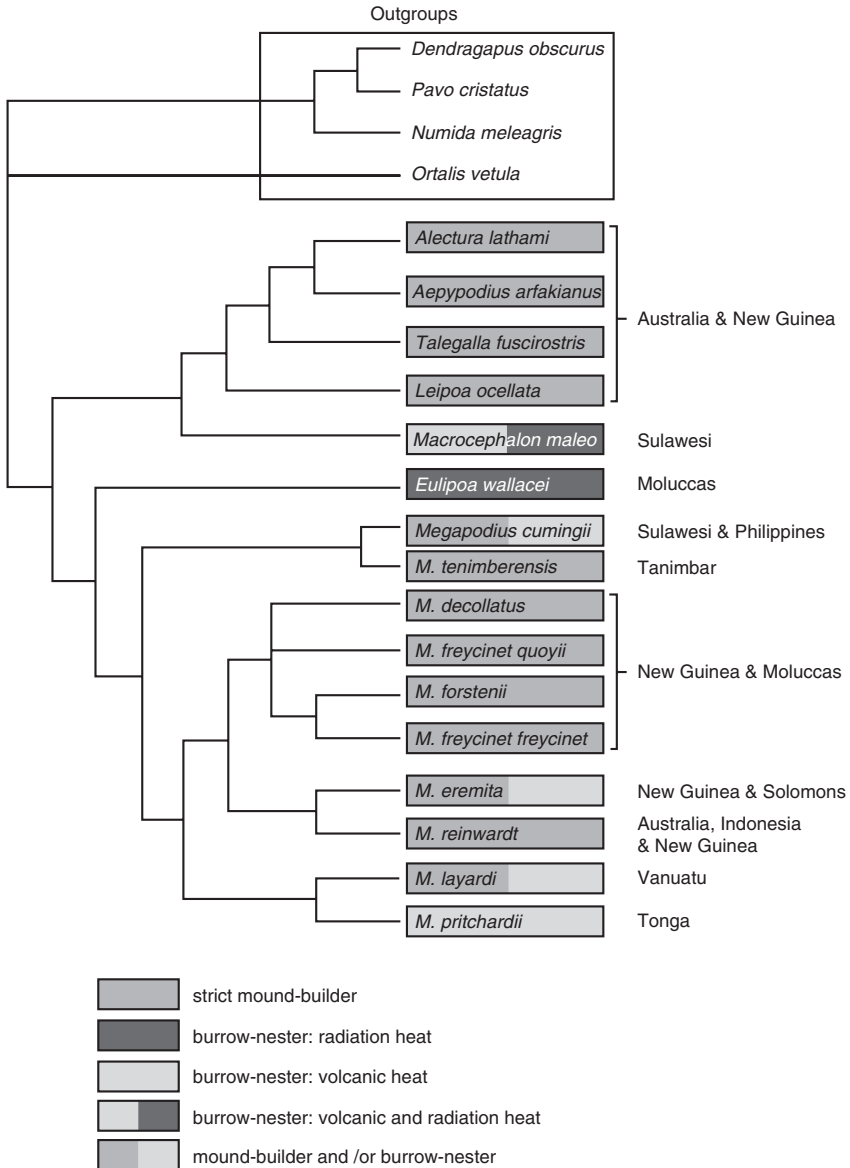 Outgroups
Dendragapus obscurus
Pavo cristatus
Numida meleagris
Ortalis vetula
Alectura lathami
Aepypodius arfakianus
Talegalla fuscirostris
Leipoa ocellata
Australia & New Guinea
Macrocephalon maleo
Sulawesi
Eulipoa wallacei
Moluccas
Megapodius cumingii
Sulawesi & Philippines
M. tenimberensis
Tanimbar
M. decollatus
M. freycinet quoyii
M. forstenii
M. freycinet freycinet
New Guinea & Moluccas
M. eremita
New Guinea & Solomons
M. reinwardt
Australia, Indonesia
& New Guinea
M. layardi
Vanuatu
M. pritchardii
Tonga
strict mound-builder
burrow-nester: radiation heat
burrow-nester: volcanic heat
burrow-nester: volcanic and radiation heat
mound-builder and /or burrow-nester